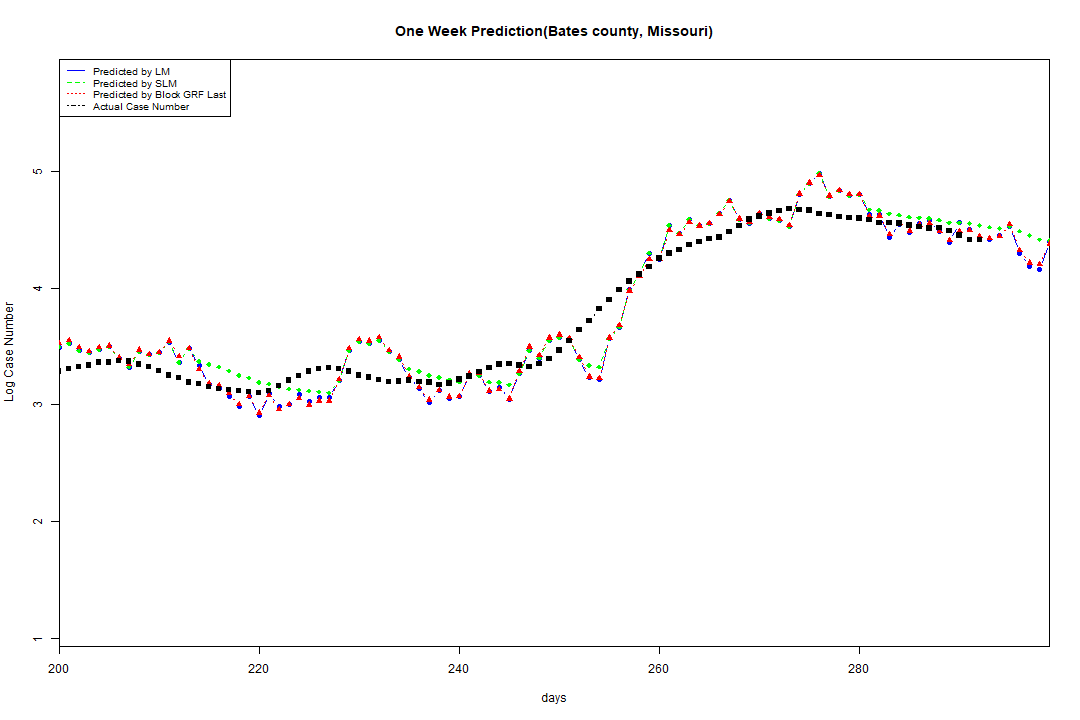 One Week Prediction(Bates county, Missouri)
Predicted by LM
Predicted by SLM
Predicted by Block GRF Last
Actual Case Number
5
4
3
2
1
Log Case Number
200 220 240 260 280
days